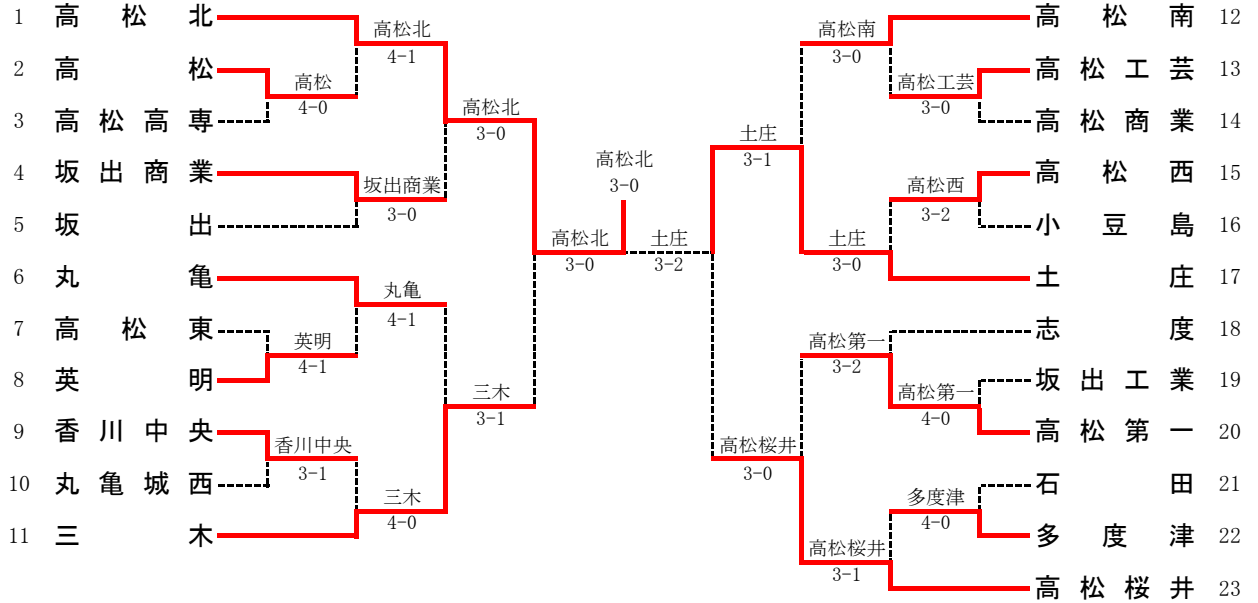 1 高松北
2 高松
3 高松高専
4 坂出商業
5 坂出
6 丸亀
7 高松東
8 英明
9 香川中央
10 丸亀城西
11 三木
高松
4-0
英明
4-1
香川中央
3-1
高松北
4-1
坂出商業
3-0
丸亀
4-1
三木
4-0
高松北
3-0
三木
3-1
高松北
3-0
高松北
3-0
土庄
3-2
土庄
3-1
高松桜井
3-0
高松南
3-0
土庄
3-0
高松第一
3-2
高松桜井
3-1
高松工芸
3-0
高松西
3-2
高松第一
4-0
多度津
4-0
高松南 12
高松工芸 13
高松商業 14
高松西 15
小豆島 16
土庄 17
志度 18
坂出工業 19
高松第一 20
石田 21
多度津 22
高松桜井 23